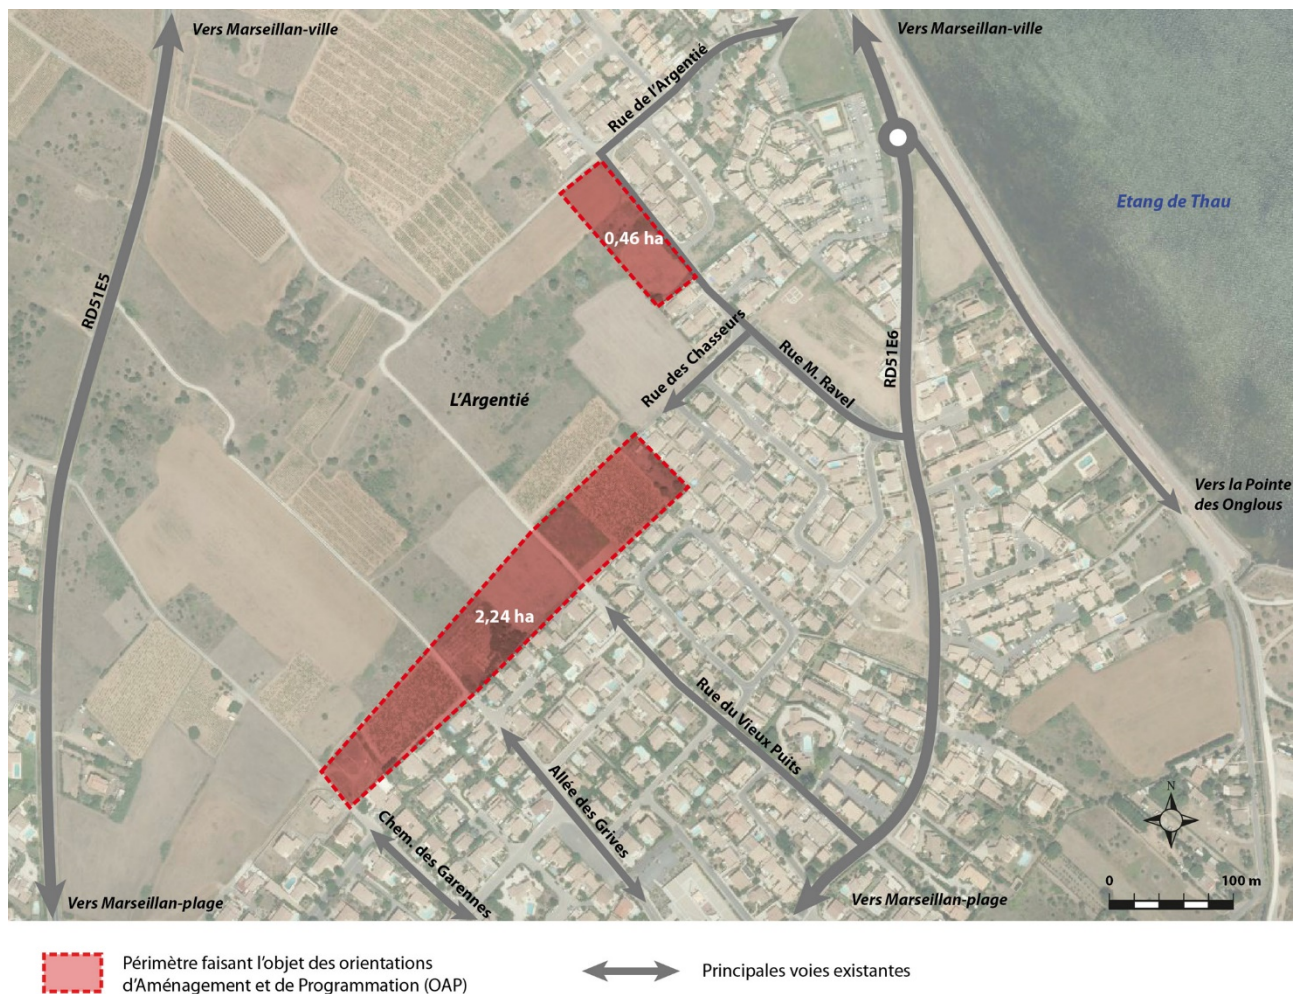 Vers Marseillan-ville
Vers Marseillan-ville
Rue de l'Argentié
Etang de Thau
0,46 ha
RD51E5
Rue des Chasseurs
Rue M. Ravel
RD51E6
L'Argentié
Vers la Pointe
des Onglous
2,24 ha
Rue du Vieux Puits
Allée des Grives
Chem. des Garennes
N
0 100 m
Vers Marseillan-plage
Vers Marseillan-plage
Périmètre faisant l'objet des orientations
d'Aménagement et de Programmation (OAP)
Principales voies existantes